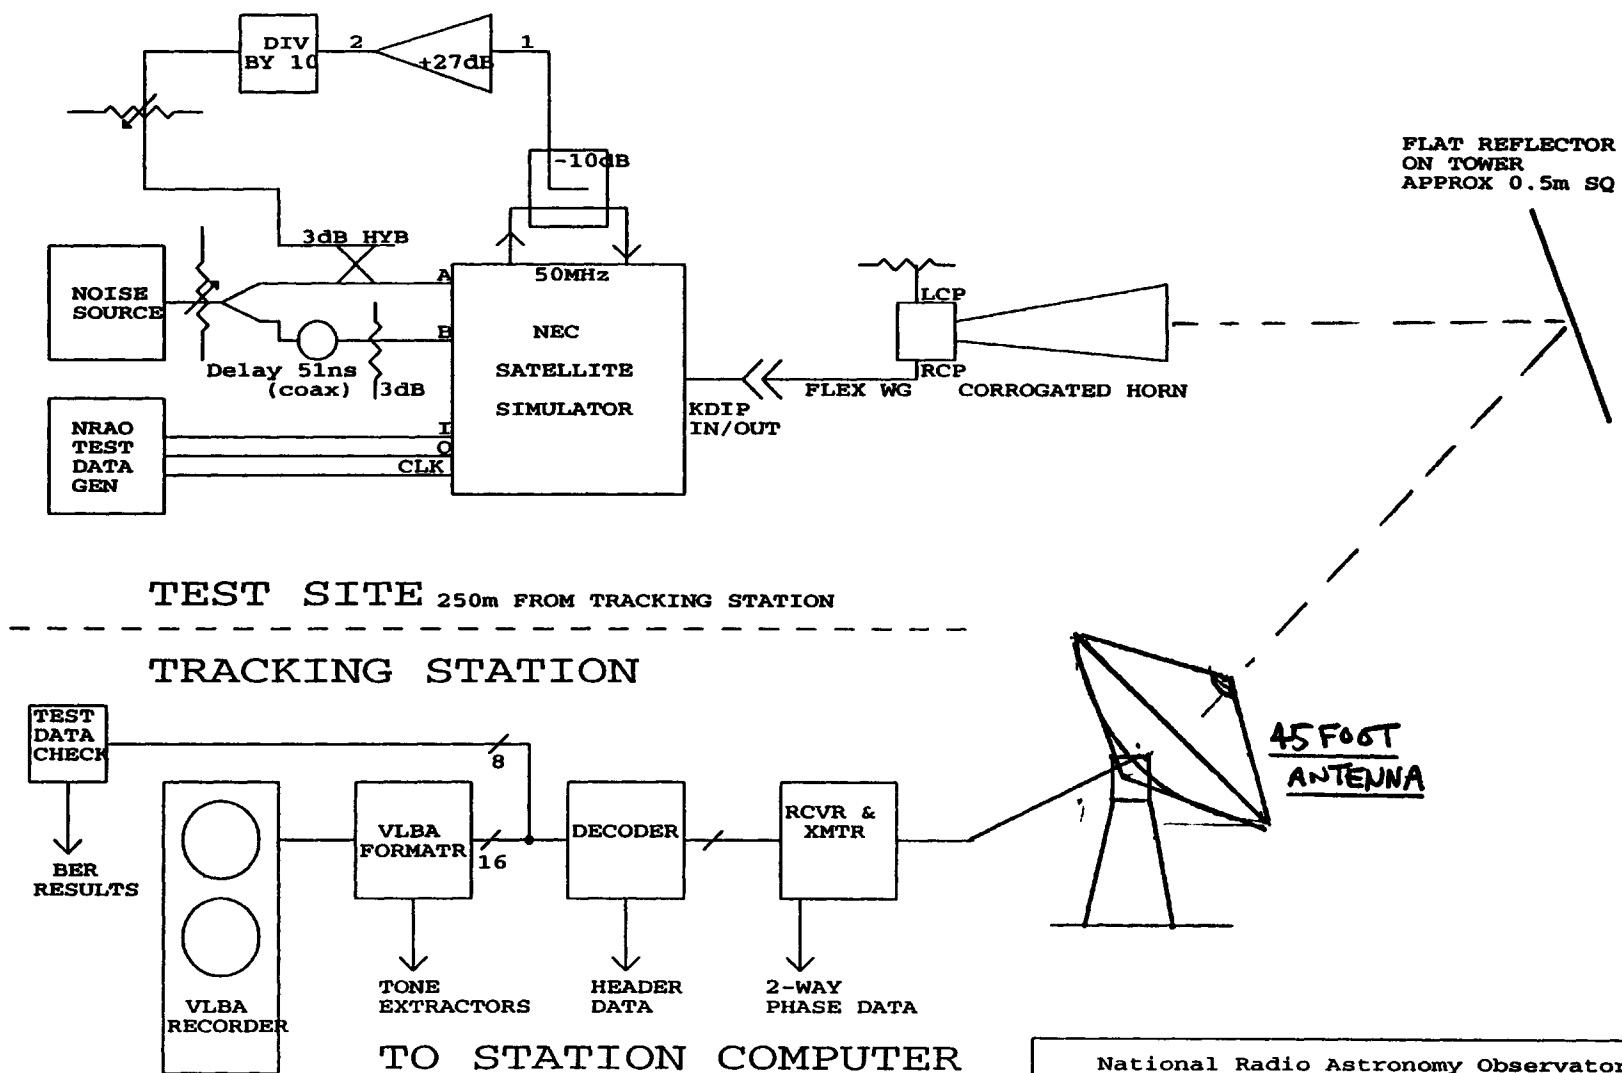 DIV
BY 10
2
+27dB
1
-10dB
FLAT REFLECTOR
ON TOWER
APPROX 0.5m SQ
3dB HYB
NOISE
SOURCE
A
50MHz
LCP
B
NEC
SATELLITE
SIMULATOR
Delay 51ns
(coax)
3dB
RCP
FLEX WG
CORROGATED HORN
KDIP
IN/OUT
NRAO
TEST
DATA
GEN
I
Q
CLK
TEST SITE 250m FROM TRACKING STATION
TRACKING STATION
TEST
DATA
CHECK
8
45 FOOT
ANTENNA
BER
RESULTS
VLBA
FORMATR
16
DECODER
RCVR &
XMTR
VLBA
RECORDER
TONE
EXTRACTORS
HEADER
DATA
2-WAY
PHASE DATA
TO STATION COMPUTER
National Radio Astronomy Observator